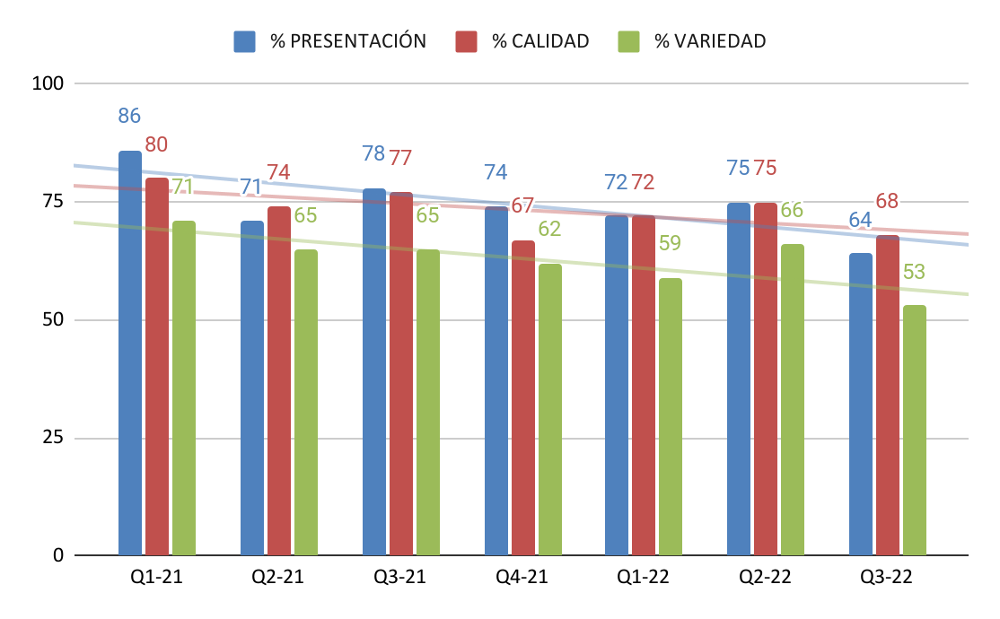 % PRESENTACIÓN % CALIDAD % VARIEDAD
100
75
50
25
0
86 80 71
71 74 65
78 77 65
74 67 62
72 72 59
75 75 66
64 68 53
Q1-21 Q2-21 Q3-21 Q4-21 Q1-22 Q2-22 Q3-22